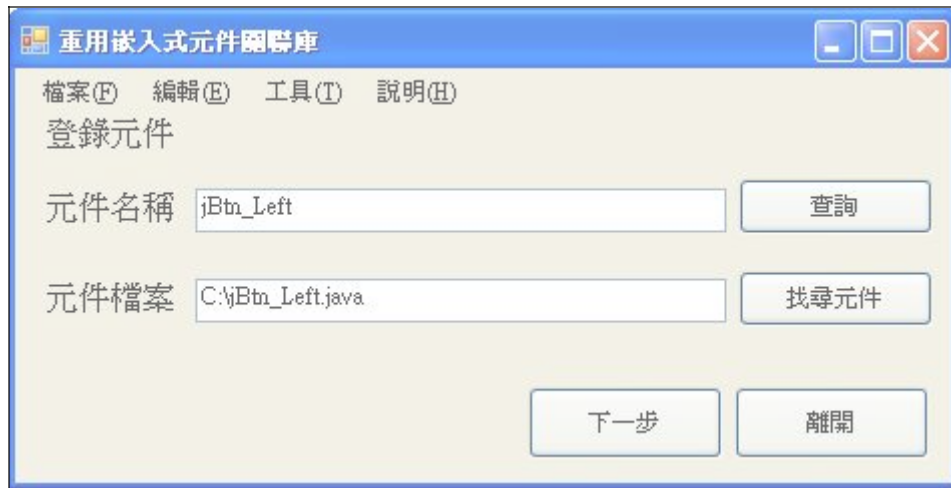 重用嵌入式元件關聯庫
檔案(F) 編輯(E) 工具(T) 說明(H)
登錄元件
元件名稱 jBtn_Left 查詢
元件檔案 C:\jBtn_Left.java 找尋元件
下一步 離開